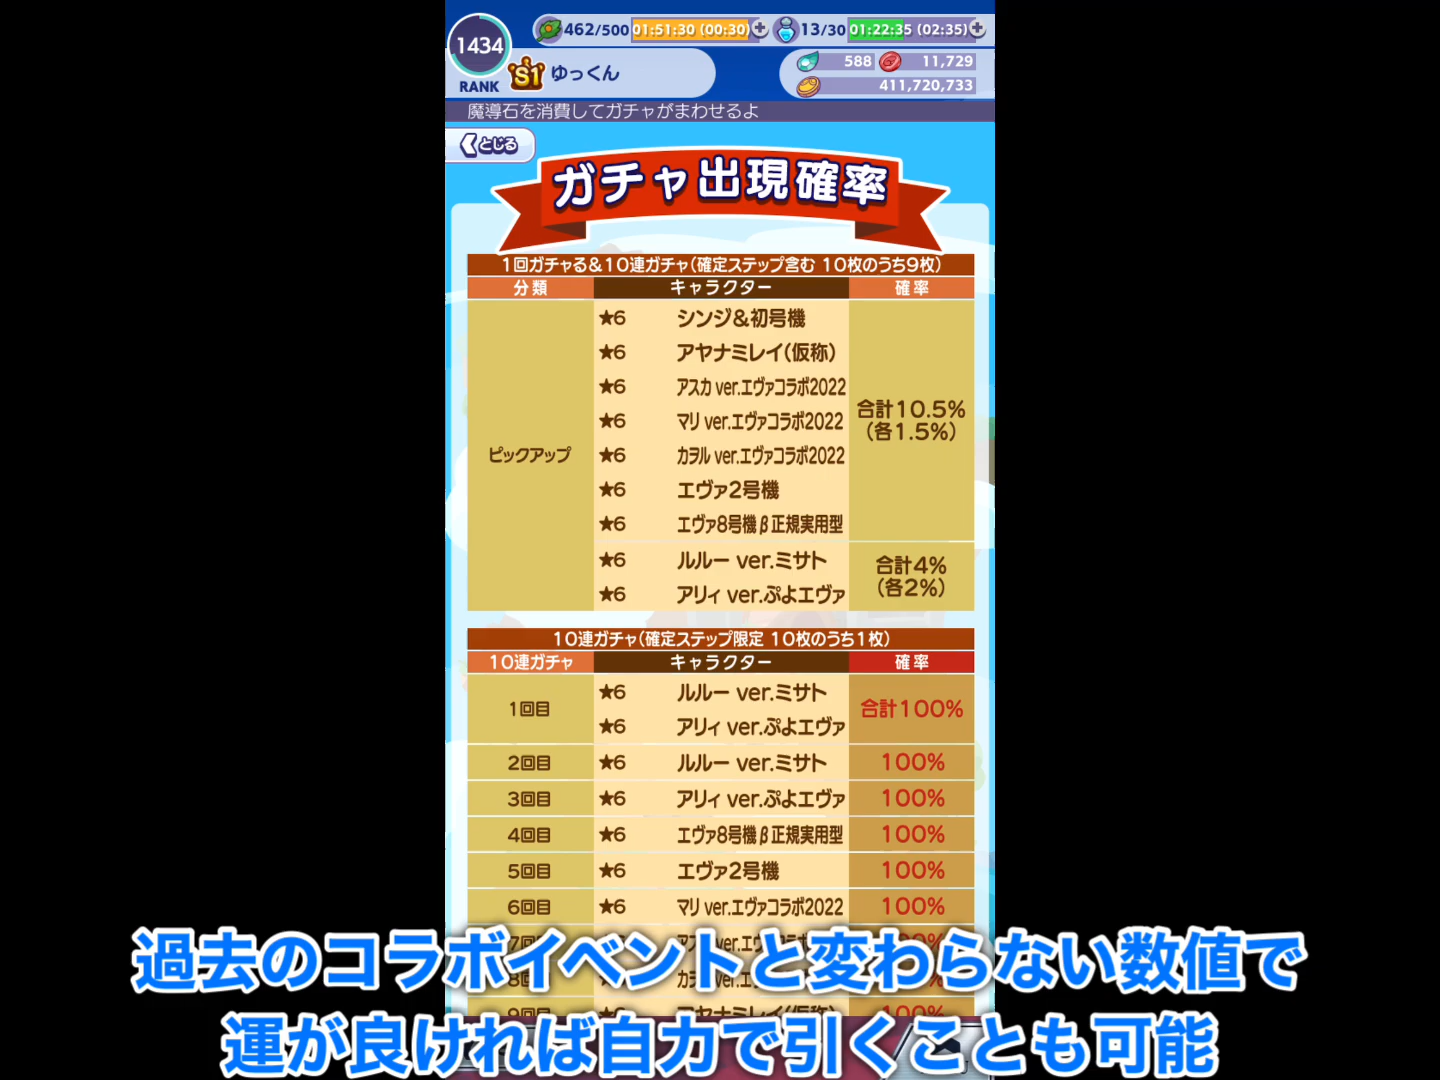 1434
RANK
462/500
01:51:30 (00:30)
13/30
01:22:35 (02:35)
S1
ゆっくん
588
11,729
411,720,733
魔導石を消費してガチャがまわせるよ
とじる
ガチャ出現確率
1回ガチャる&10連ガチャ(確定ステップ含む 10枚のうち9枚)
分類 キャラクター 確率
ピックアップ
★6 シンジ&初号機
★6 アヤナミレイ(仮称)
★6 アスカ ver.エヴァコラボ2022
★6 マリ ver.エヴァコラボ2022
★6 カヲル ver.エヴァコラボ2022
★6 エヴァ2号機
★6 エヴァ8号機β正規実用型
合計10.5%
(各1.5%)
★6 ルルー ver.ミサト
★6 アリィ ver.ぷよエヴァ
合計4%
(各2%)
10連ガチャ(確定ステップ限定 10枚のうち1枚)
10連ガチャ キャラクター 確率
1回目
★6 ルルー ver.ミサト
★6 アリィ ver.ぷよエヴァ
合計100%
2回目 ★6 ルルー ver.ミサト 100%
3回目 ★6 アリィ ver.ぷよエヴァ 100%
4回目 ★6 エヴァ8号機β正規実用型 100%
5回目 ★6 エヴァ2号機 100%
6回目 ★6 マリ ver.エヴァコラボ2022 100%
過去のコラボイベントと変わらない数値で
運が良ければ自力で引くことも可能